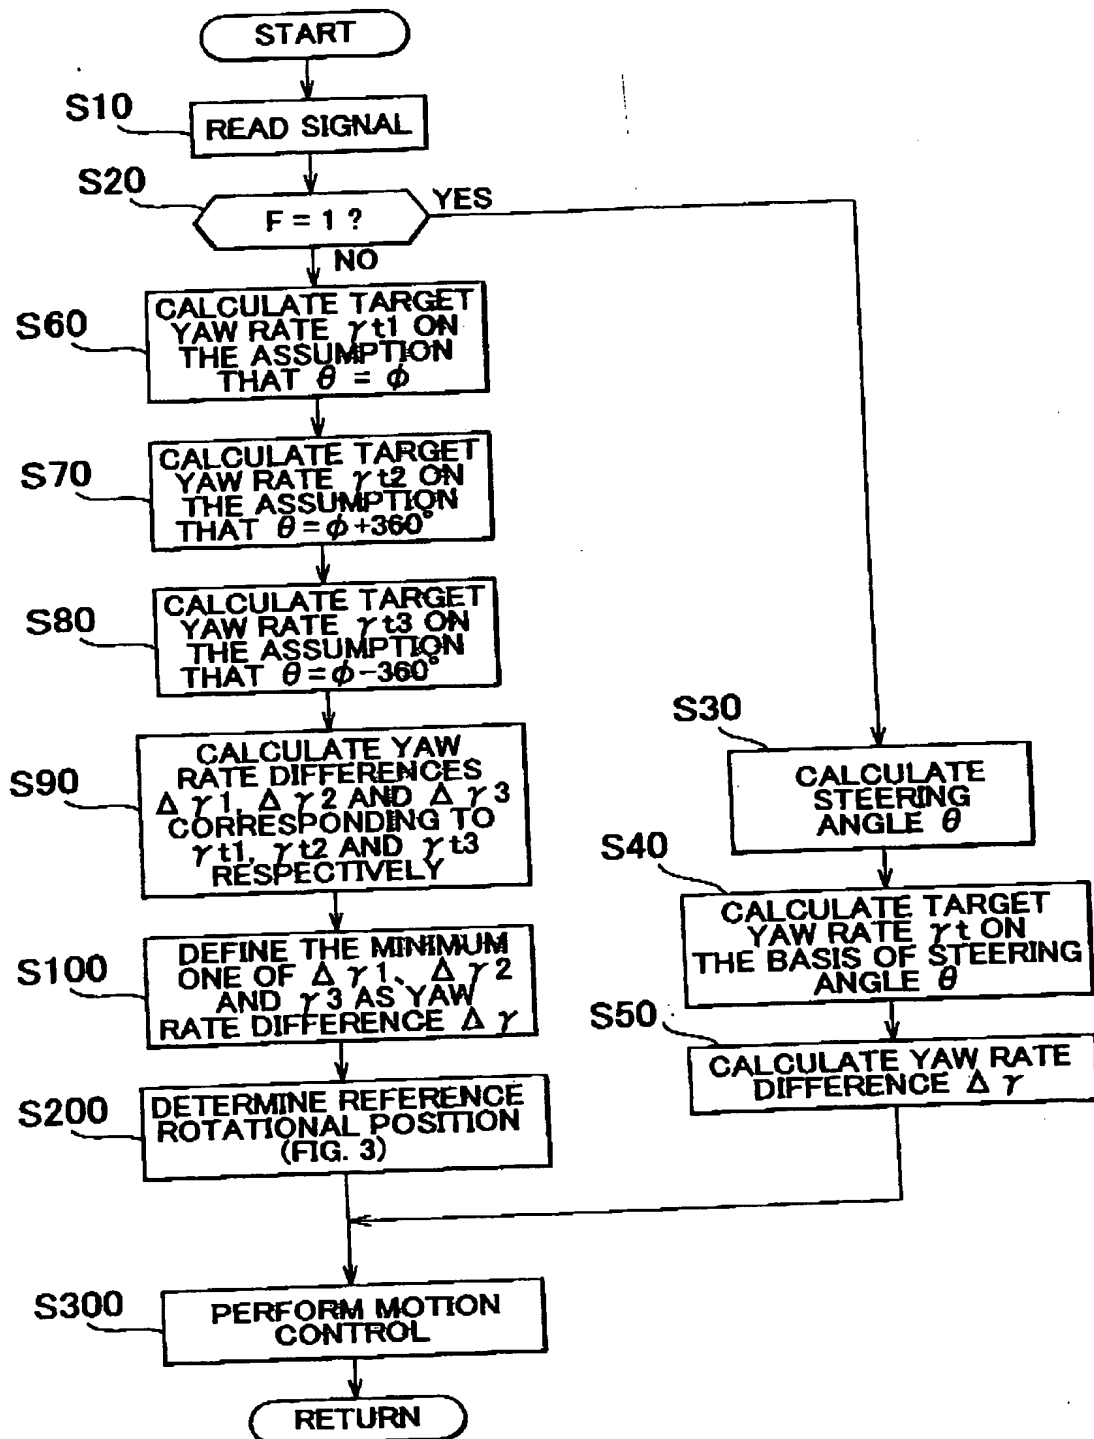 START
S10
READ SIGNAL
S20
F = 1 ?
YES
NO
S60
CALCULATE TARGET
YAW RATE γt1 ON
THE ASSUMPTION
THAT θ = ϕ
S70
CALCULATE TARGET
YAW RATE γt2 ON
THE ASSUMPTION
THAT θ=ϕ+360°
S80
CALCULATE TARGET
YAW RATE γt3 ON
THE ASSUMPTION
THAT θ=ϕ−360°
S90
CALCULATE YAW
RATE DIFFERENCES
Δγ1, Δγ2 AND Δγ3
CORRESPONDING TO
γt1, γt2 AND γt3
RESPECTIVELY
S100
DEFINE THE MINIMUM
ONE OF Δγ1、Δγ2
AND γ3 AS YAW
RATE DIFFERENCE Δγ
S200
DETERMINE REFERENCE
ROTATIONAL POSITION
(FIG. 3)
S30
CALCULATE
STEERING
ANGLE θ
S40
CALCULATE TARGET
YAW RATE γt ON
THE BASIS OF STEERING
ANGLE θ
S50
CALCULATE YAW RATE
DIFFERENCE Δγ
S300
PERFORM MOTION
CONTROL
RETURN